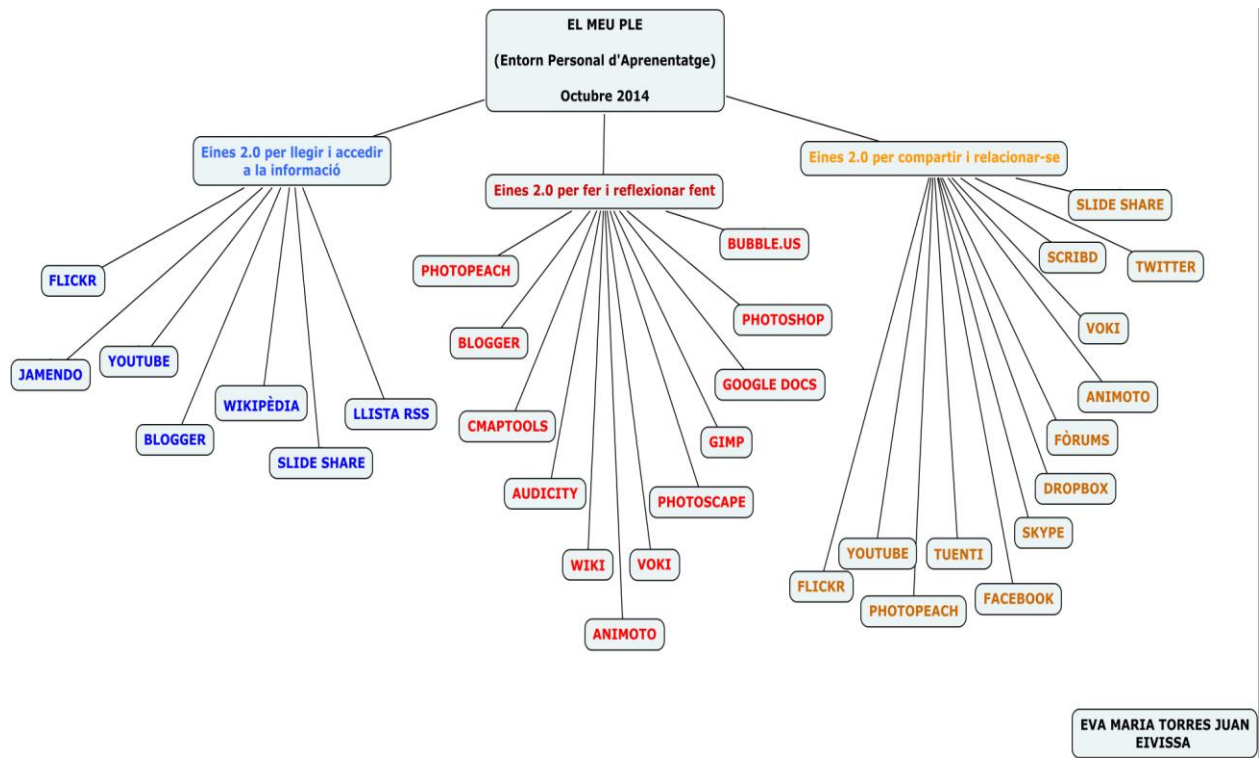 EL MEU PLE
(Entorn Personal d'Aprenentatge)
Octubre 2014
Eines 2.0 per llegir i accedir
a la informació
FLICKR
JAMENDO
YOUTUBE
BLOGGER
WIKIPÈDIA
SLIDE SHARE
LLISTA RSS
Eines 2.0 per fer i reflexionar fent
PHOTOPEACH
BLOGGER
CMAPTOOLS
AUDICITY
WIKI
ANIMOTO
VOKI
PHOTOSCAPE
GIMP
GOOGLE DOCS
PHOTOSHOP
BUBBLE.US
Eines 2.0 per compartir i relacionar-se
FLICKR
YOUTUBE
PHOTOPEACH
TUENTI
FACEBOOK
SKYPE
DROPBOX
FÒRUMS
ANIMOTO
VOKI
SCRIBD
TWITTER
SLIDE SHARE
EVA MARIA TORRES JUAN
EIVISSA